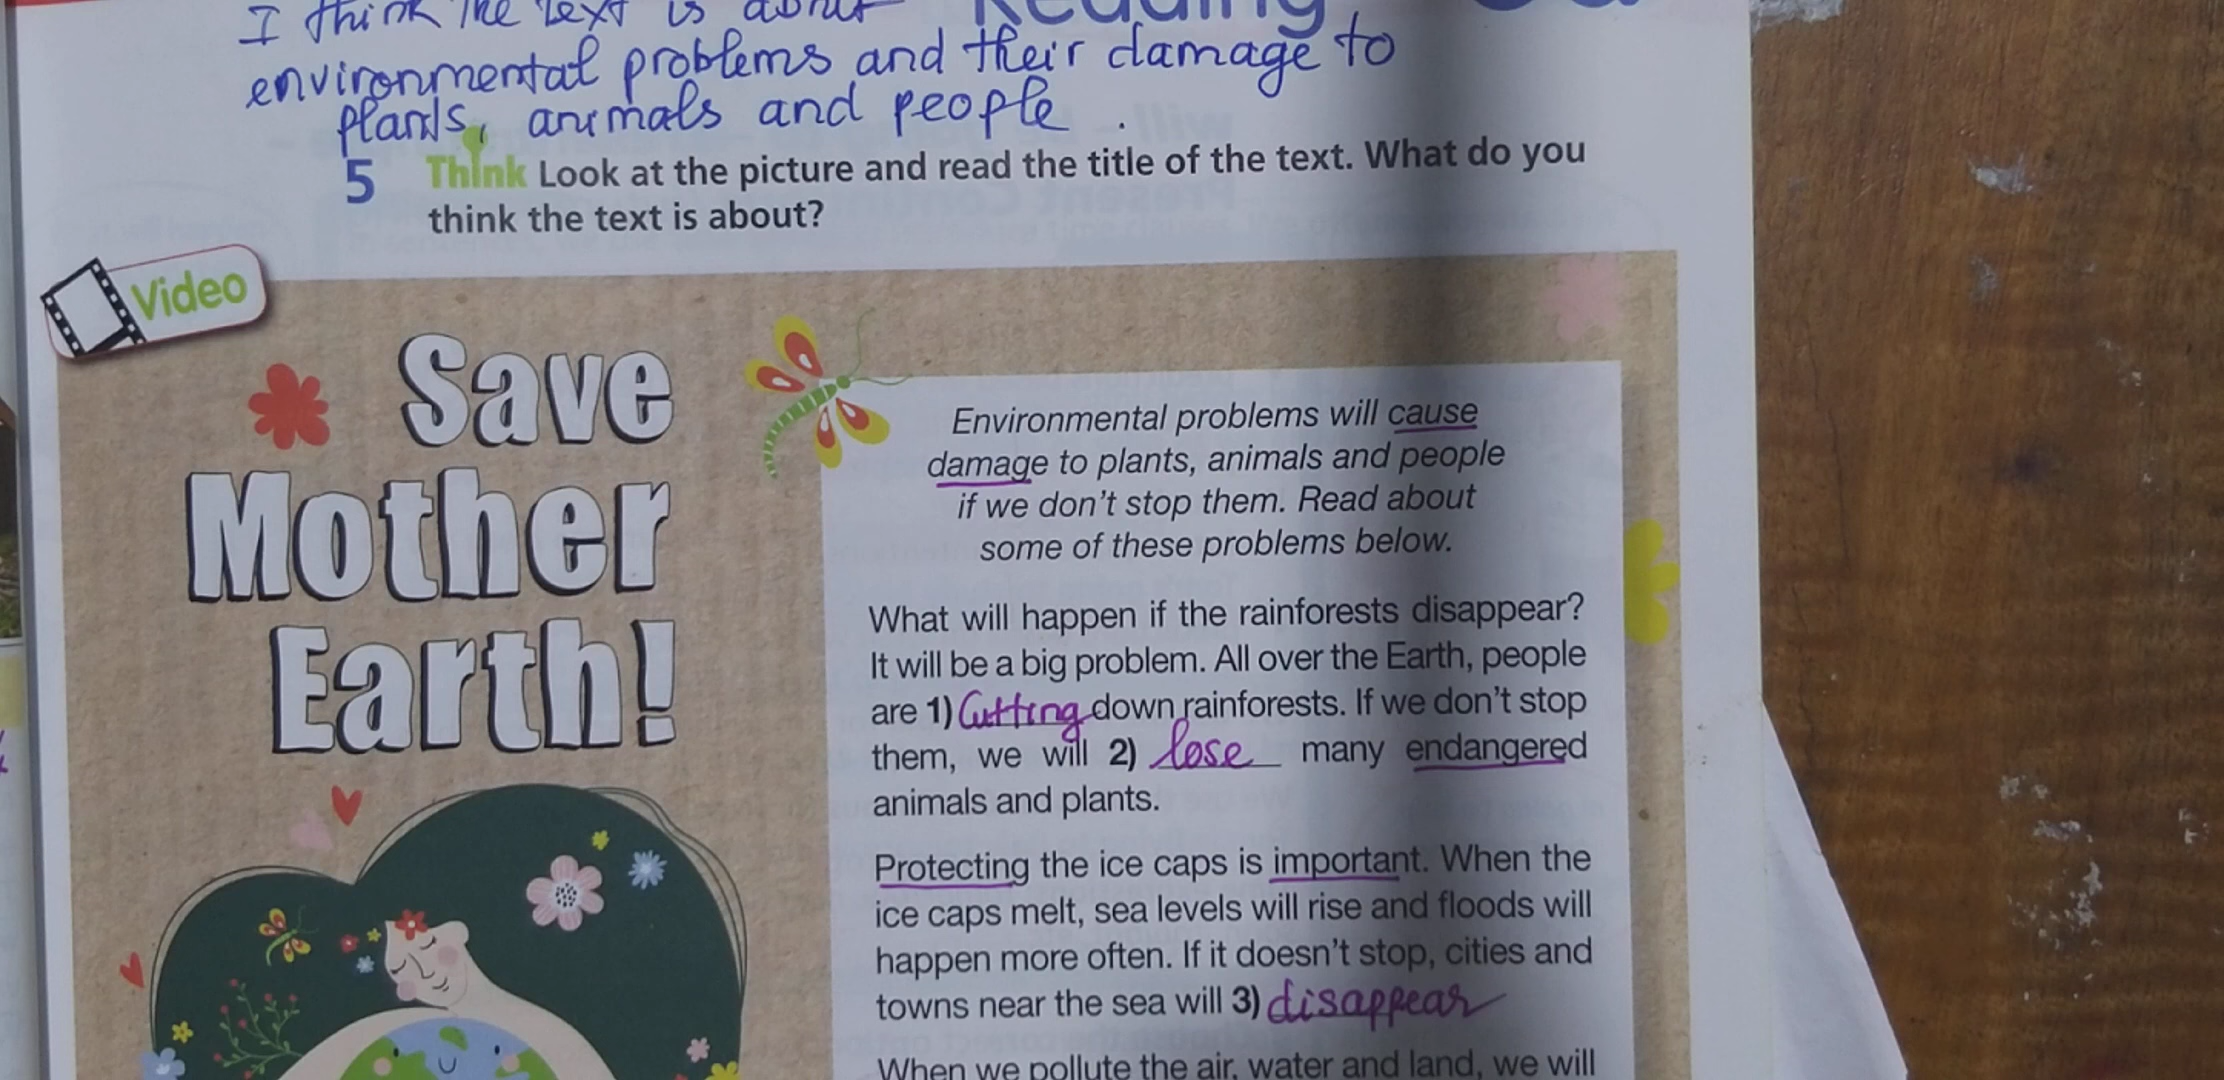 I think the text is about
Reading
environmental problems and their damage to
plants, animals and people.
5 Think Look at the picture and read the title of the text. What do you
think the text is about?
Video
Save
Mother
Earth!
Environmental problems will cause
damage to plants, animals and people
if we don't stop them. Read about
some of these problems below.
What will happen if the rainforests disappear?
It will be a big problem. All over the Earth, people
are 1) Cutting down rainforests. If we don't stop
them, we will 2) lose many endangered
animals and plants.
Protecting the ice caps is important. When the
ice caps melt, sea levels will rise and floods will
happen more often. If it doesn't stop, cities and
towns near the sea will 3) disappear
When we pollute the air, water and land, we will